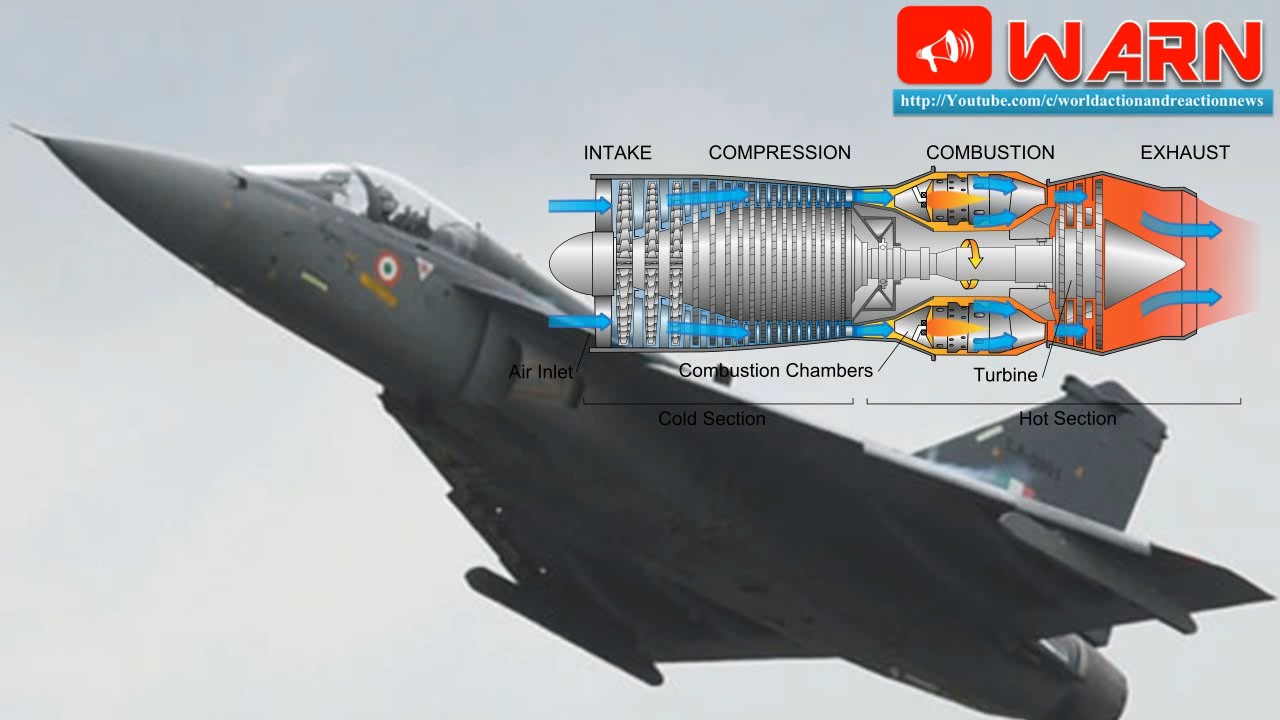 WARN
http://Youtube.com/c/worldactionandreactionnews
INTAKE COMPRESSION COMBUSTION EXHAUST
Air Inlet Combustion Chambers Turbine
Cold Section Hot Section